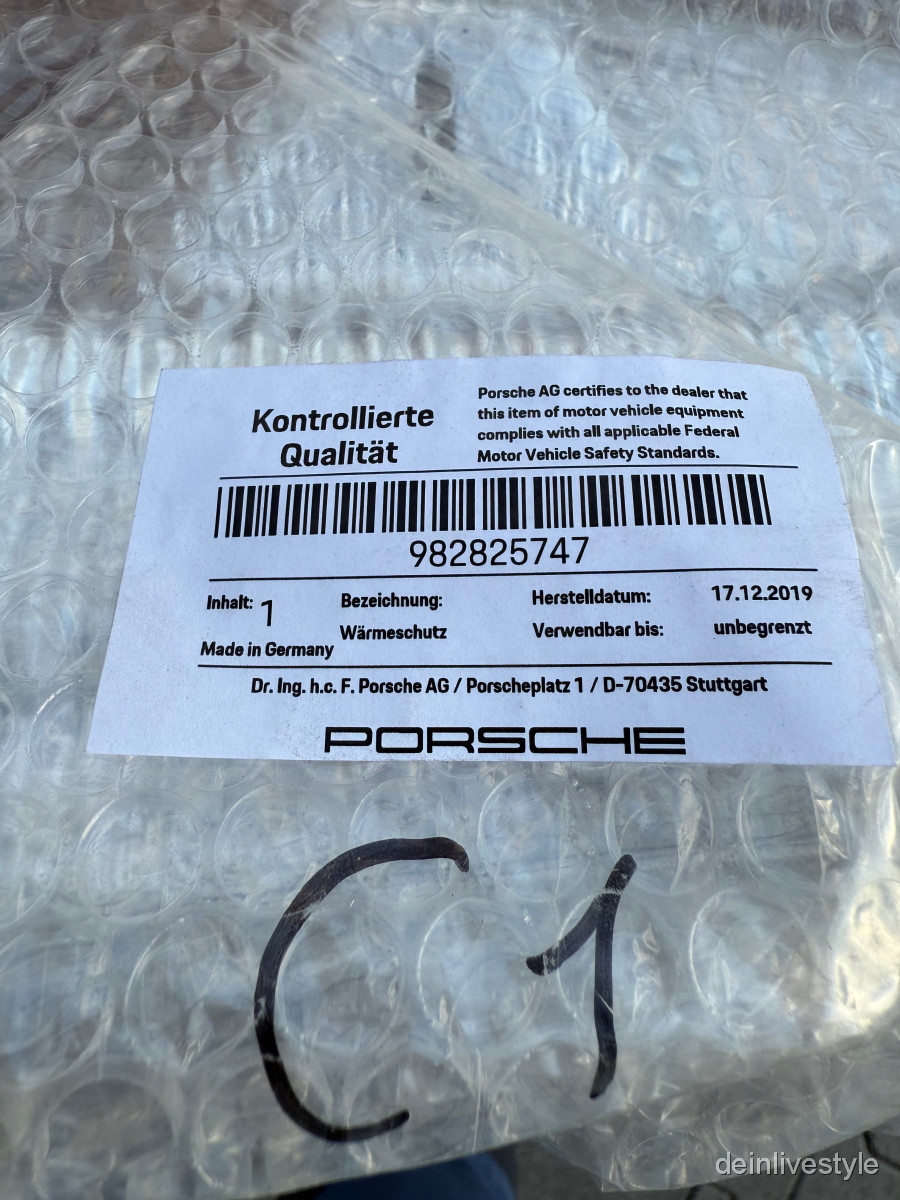 Kontrollierte
Qualität
Porsche AG certifies to the dealer that
this item of motor vehicle equipment
complies with all applicable Federal
Motor Vehicle Safety Standards.
982825747
Inhalt: 1 Bezeichnung: Herstelldatum: 17.12.2019
Wärmeschutz Verwendbar bis: unbegrenzt
Made in Germany
Dr. Ing. h.c. F. Porsche AG / Porscheplatz 1 / D-70435 Stuttgart
PORSCHE
C1
deinlivestyle